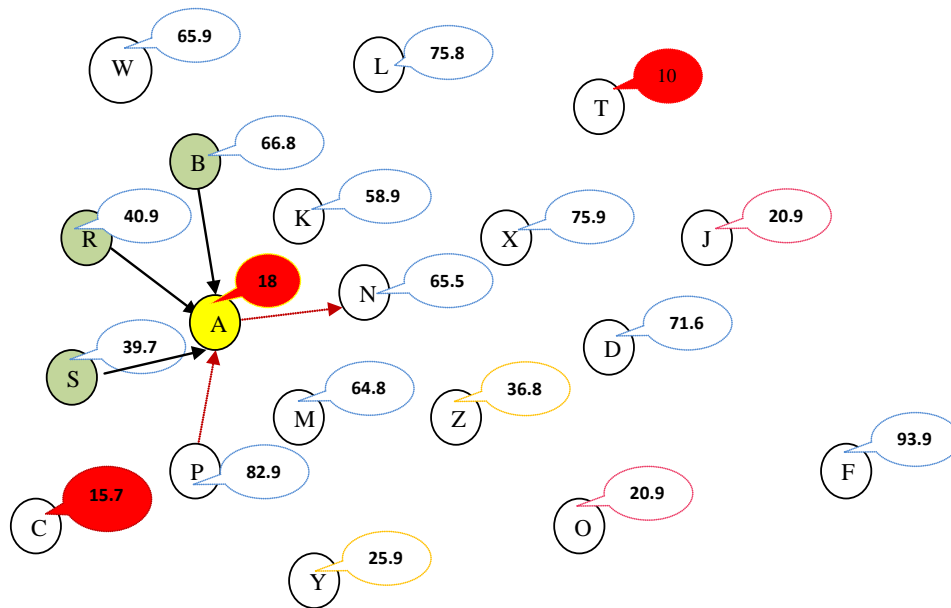 W 65.9
L 75.8
T 10
B 66.8
K 58.9
R 40.9
X 75.9
J 20.9
A 18
N 65.5
S 39.7
D 71.6
M 64.8
Z 36.8
P 82.9
F 93.9
C 15.7
O 20.9
Y 25.9